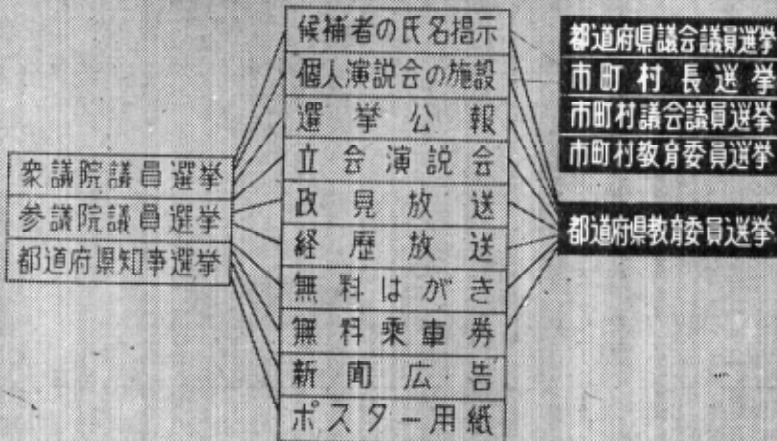 衆議院議員選挙
参議院議員選挙
都道府県知事選挙
候補者の氏名掲示
個人演説会の施設
選挙公報
立会演説会
政見放送
経歴放送
無料はがき
無料乗車券
新聞広告
ポスター用紙
都道府県議会議員選挙
市町村長選挙
市町村議会議員選挙
市町村教育委員選挙
都道府県教育委員選挙